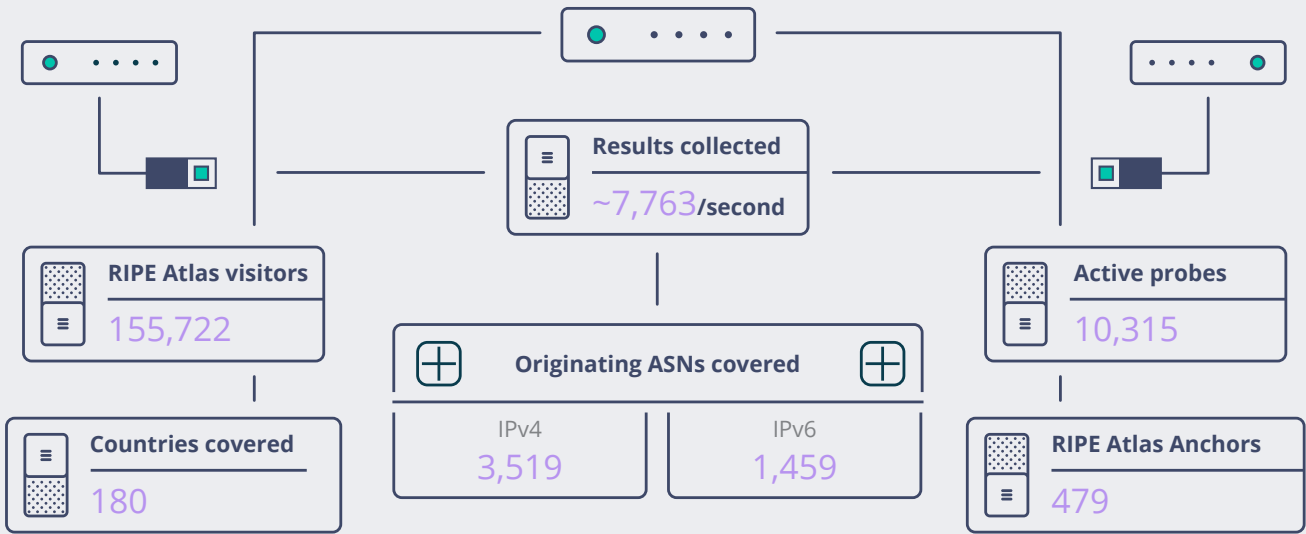 Results collected
~7,763/second
RIPE Atlas visitors
155,722
Active probes
10,315
Originating ASNs covered
IPv4
3,519
IPv6
1,459
Countries covered
180
RIPE Atlas Anchors
479